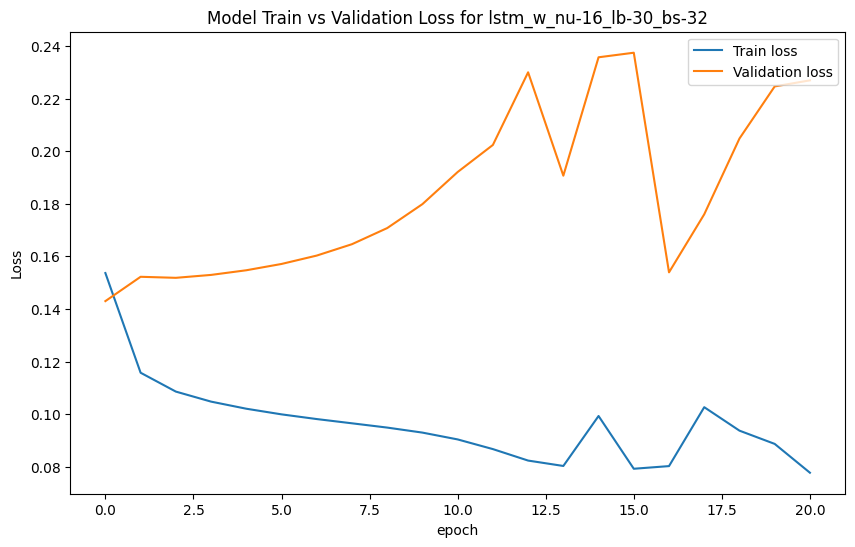 Model Train vs Validation Loss for lstm_w_nu-16_lb-30_bs-32
Train loss
Validation loss
Loss
0.24
0.22
0.20
0.18
0.16
0.14
0.12
0.10
0.08
0.0 2.5 5.0 7.5 10.0 12.5 15.0 17.5 20.0
epoch